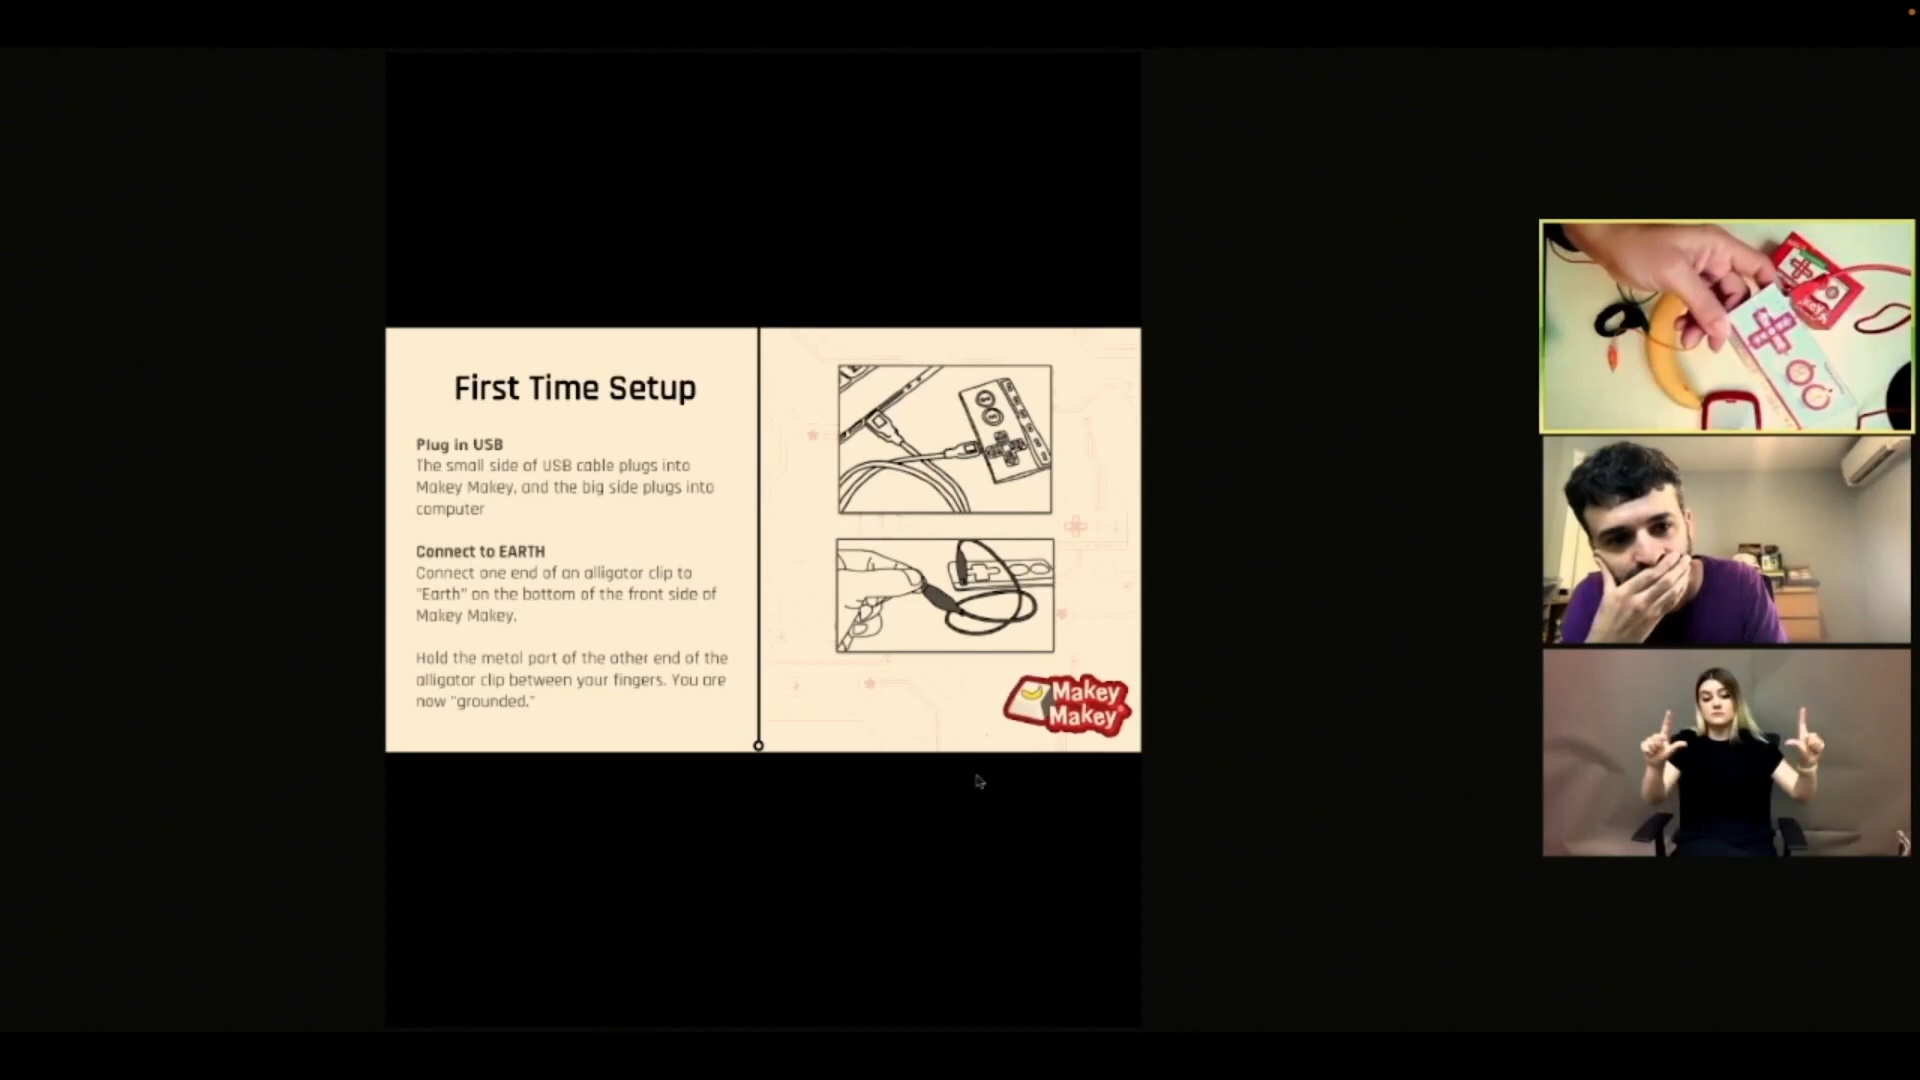 First Time Setup
Plug in USB
The small side of USB cable plugs into
Makey Makey, and the big side plugs into
computer
Connect to EARTH
Connect one end of an alligator clip to
"Earth" on the bottom of the front side of
Makey Makey.
Hold the metal part of the other end of the
alligator clip between your fingers. You are
now "grounded."
Makey
Makey